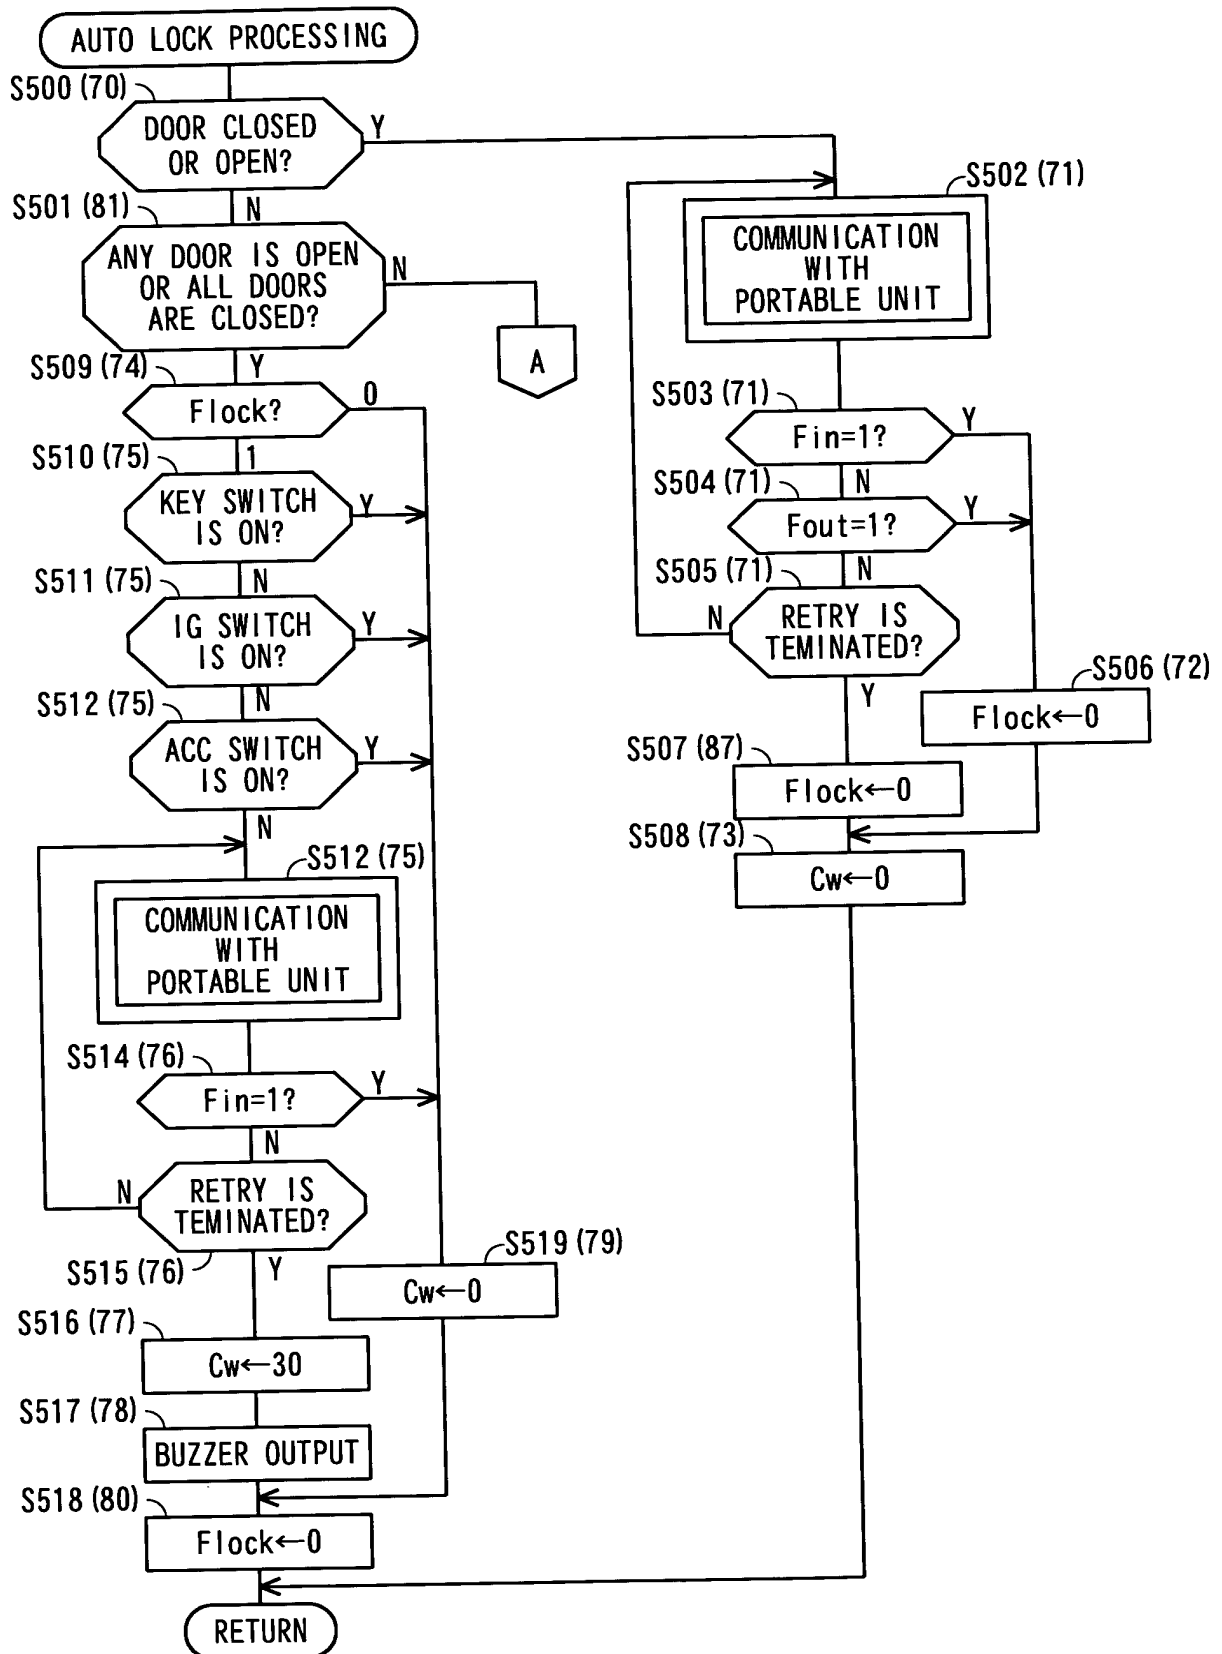 AUTO LOCK PROCESSING
S500 (70)
DOOR CLOSED
OR OPEN?
Y
N
S501 (81)
ANY DOOR IS OPEN
OR ALL DOORS
ARE CLOSED?
N
A
Y
S509 (74)
Flock?
0
1
S510 (75)
KEY SWITCH
IS ON?
Y
N
S511 (75)
IG SWITCH
IS ON?
Y
N
S512 (75)
ACC SWITCH
IS ON?
Y
N
S512 (75)
COMMUNICATION
WITH
PORTABLE UNIT
S514 (76)
Fin=1?
Y
N
RETRY IS
TEMINATED?
N
S515 (76)
Y
S519 (79)
Cw←0
S516 (77)
Cw←30
S517 (78)
BUZZER OUTPUT
S518 (80)
Flock←0
RETURN
S502 (71)
COMMUNICATION
WITH
PORTABLE UNIT
S503 (71)
Fin=1?
Y
N
S504 (71)
Fout=1?
Y
N
S505 (71)
RETRY IS
TEMINATED?
N
Y
S506 (72)
Flock←0
S507 (87)
Flock←0
S508 (73)
Cw←0